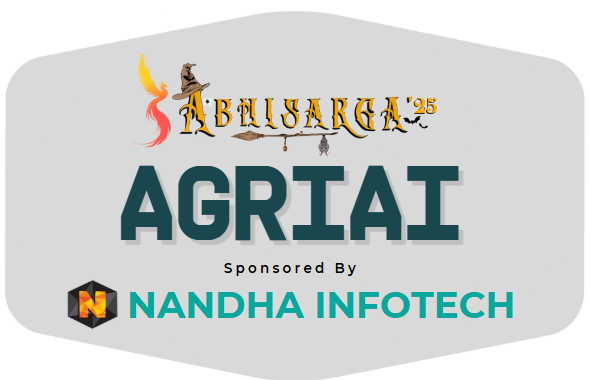 ABHISARGA'25
AGRIAI
Sponsored By
N NANDHA INFOTECH